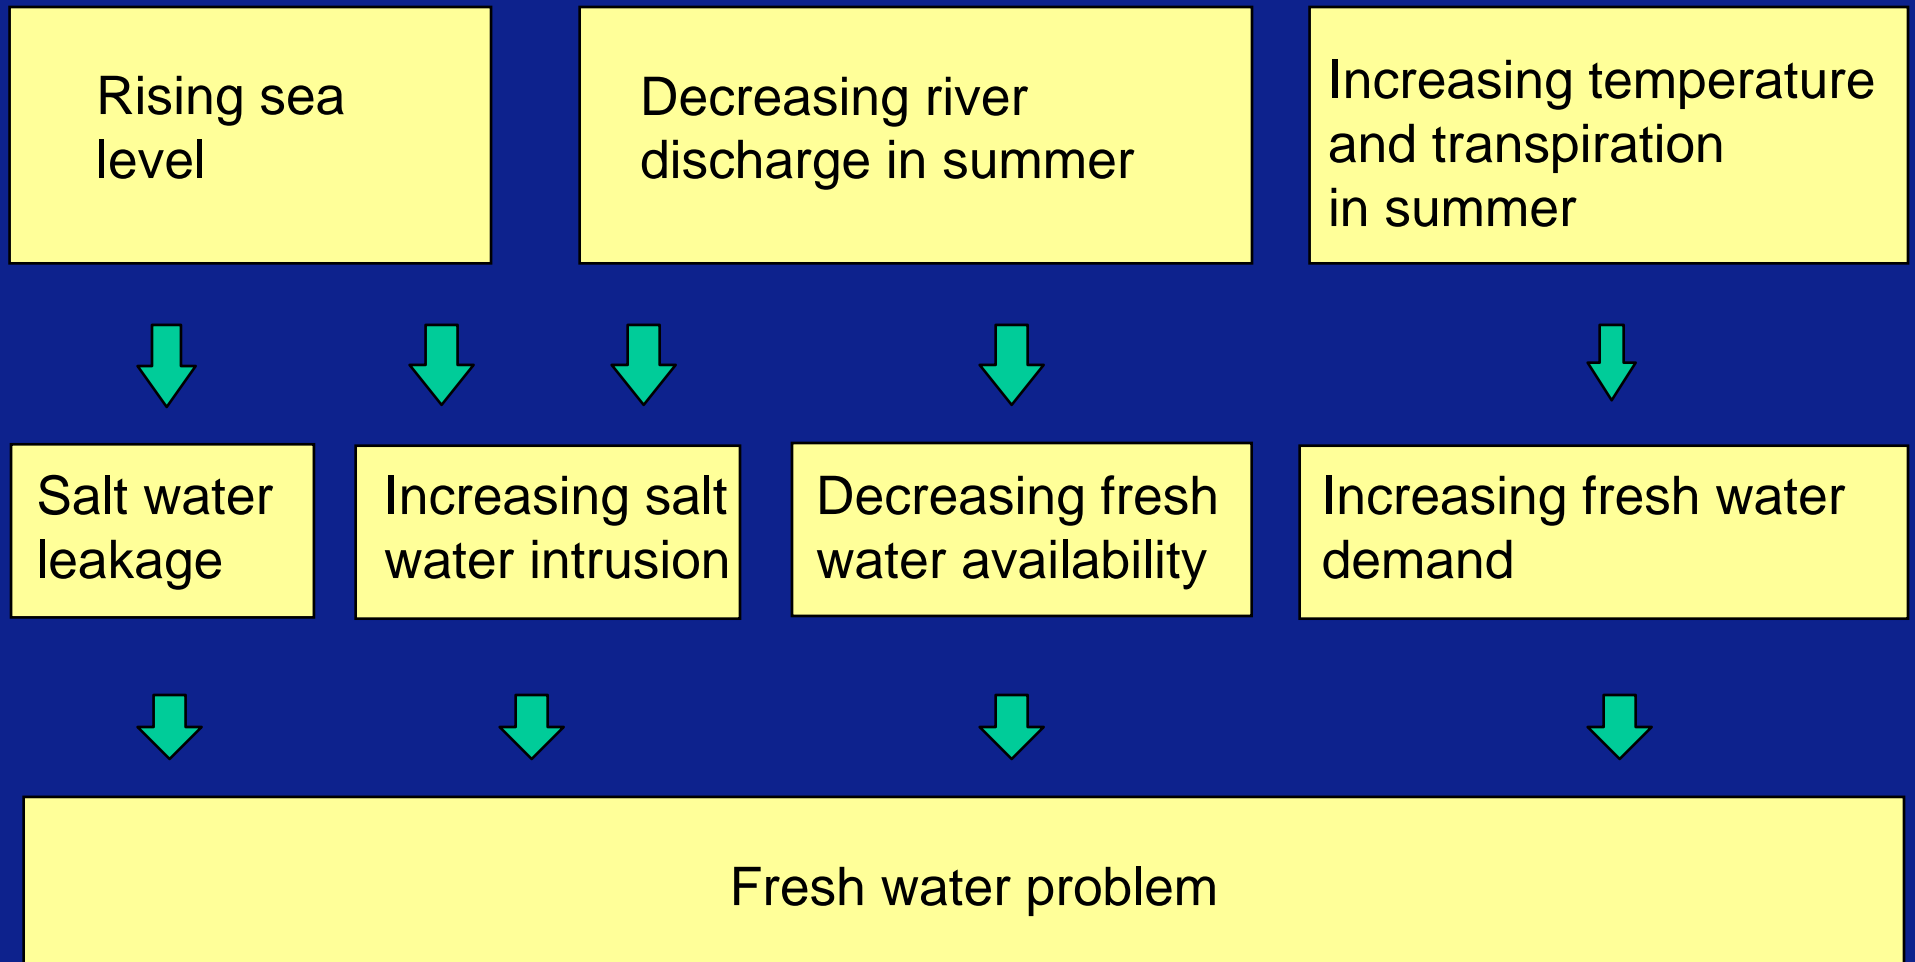 Rising sea
level
Decreasing river
discharge in summer
Increasing temperature
and transpiration
in summer
Salt water
leakage
Increasing salt
water intrusion
Decreasing fresh
water availability
Increasing fresh water
demand
Fresh water problem